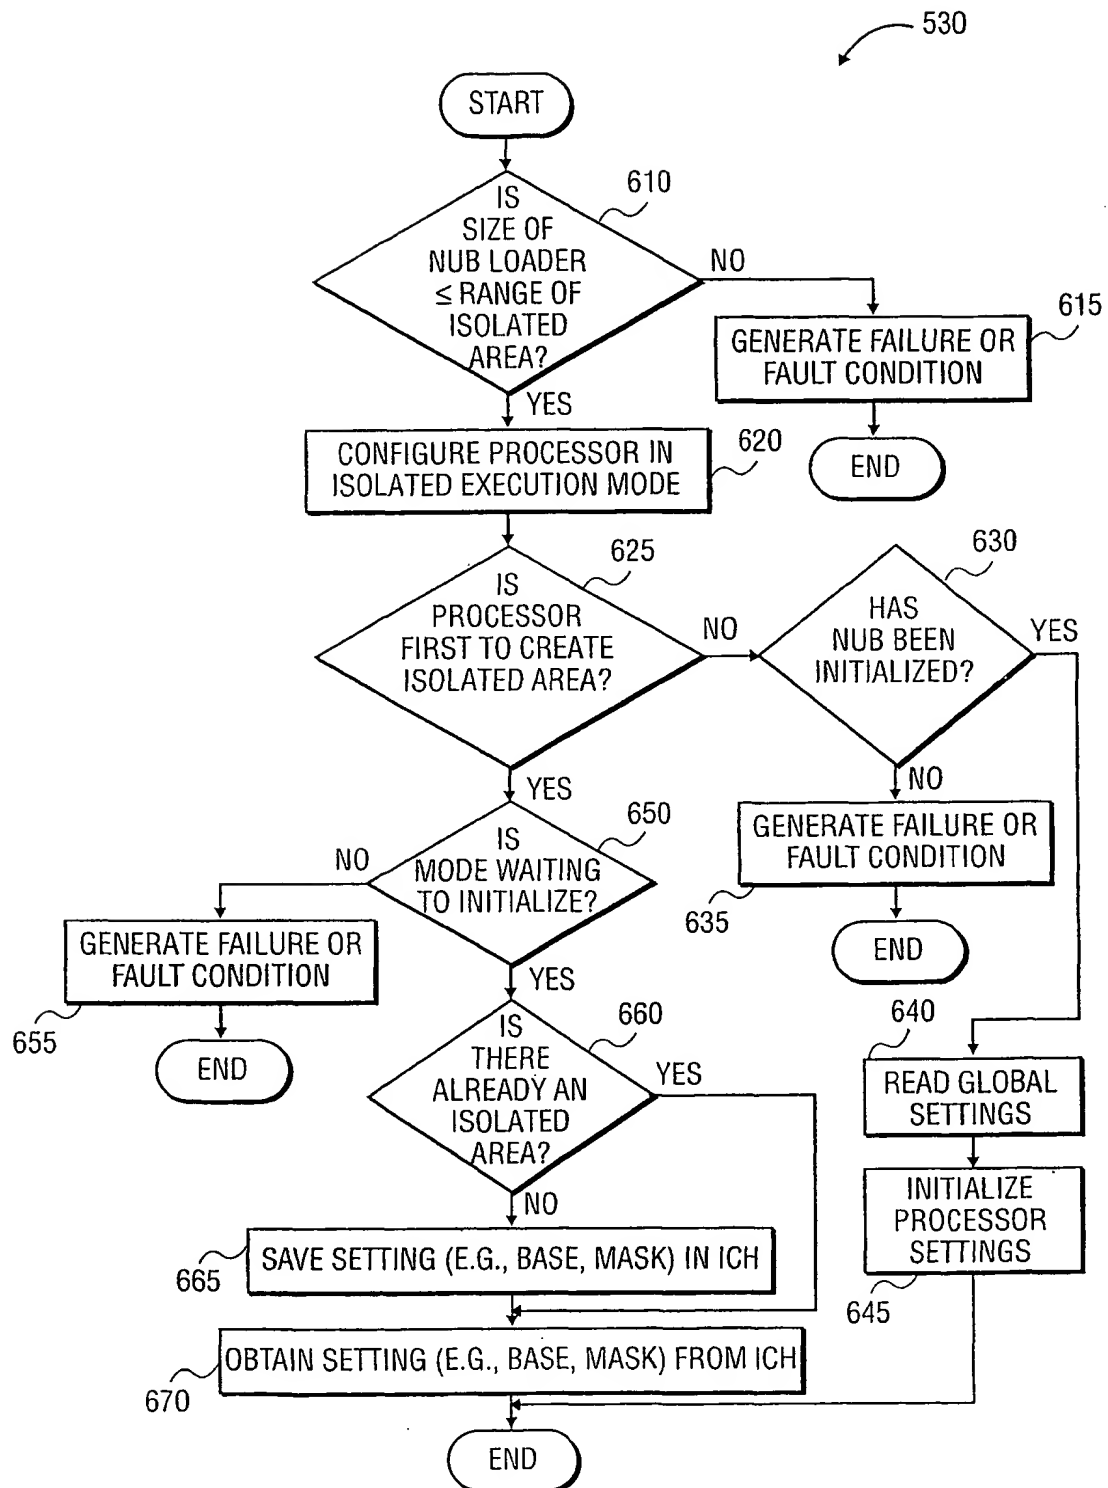 530
START
610
IS
SIZE OF
NUB LOADER
≤ RANGE OF
ISOLATED
AREA?
NO
615
GENERATE FAILURE OR
FAULT CONDITION
END
YES
620
CONFIGURE PROCESSOR IN
ISOLATED EXECUTION MODE
625
IS
PROCESSOR
FIRST TO CREATE
ISOLATED AREA?
NO
630
HAS
NUB BEEN
INITIALIZED?
YES
NO
GENERATE FAILURE OR
FAULT CONDITION
635
END
YES
650
IS
MODE WAITING
TO INITIALIZE?
NO
GENERATE FAILURE OR
FAULT CONDITION
655
END
YES
660
IS
THERE
ALREADY AN
ISOLATED
AREA?
YES
640
READ GLOBAL
SETTINGS
INITIALIZE
PROCESSOR
SETTINGS
645
NO
SAVE SETTING (E.G., BASE, MASK) IN ICH
665
OBTAIN SETTING (E.G., BASE, MASK) FROM ICH
670
END